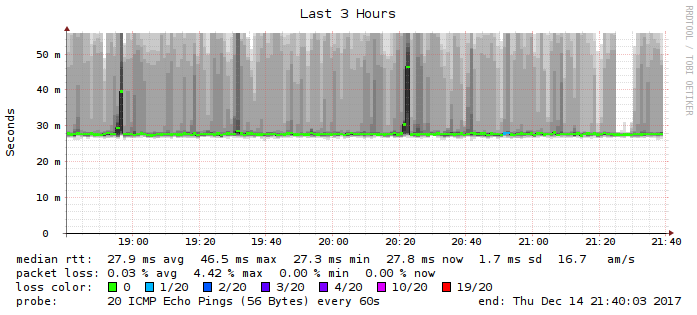 Last 3 Hours
RRDTOOL / TOBI OETIKER
Seconds
50 m
40 m
30 m
20 m
10 m
0
19:00 19:20 19:40 20:00 20:20 20:40 21:00 21:20 21:40
median rtt: 27.9 ms avg 46.5 ms max 27.3 ms min 27.8 ms now 1.7 ms sd 16.7 am/s
packet loss: 0.03 % avg 4.42 % max 0.00 % min 0.00 % now
loss color: 0 1/20 2/20 3/20 4/20 10/20 19/20
probe: 20 ICMP Echo Pings (56 Bytes) every 60s end: Thu Dec 14 21:40:03 2017